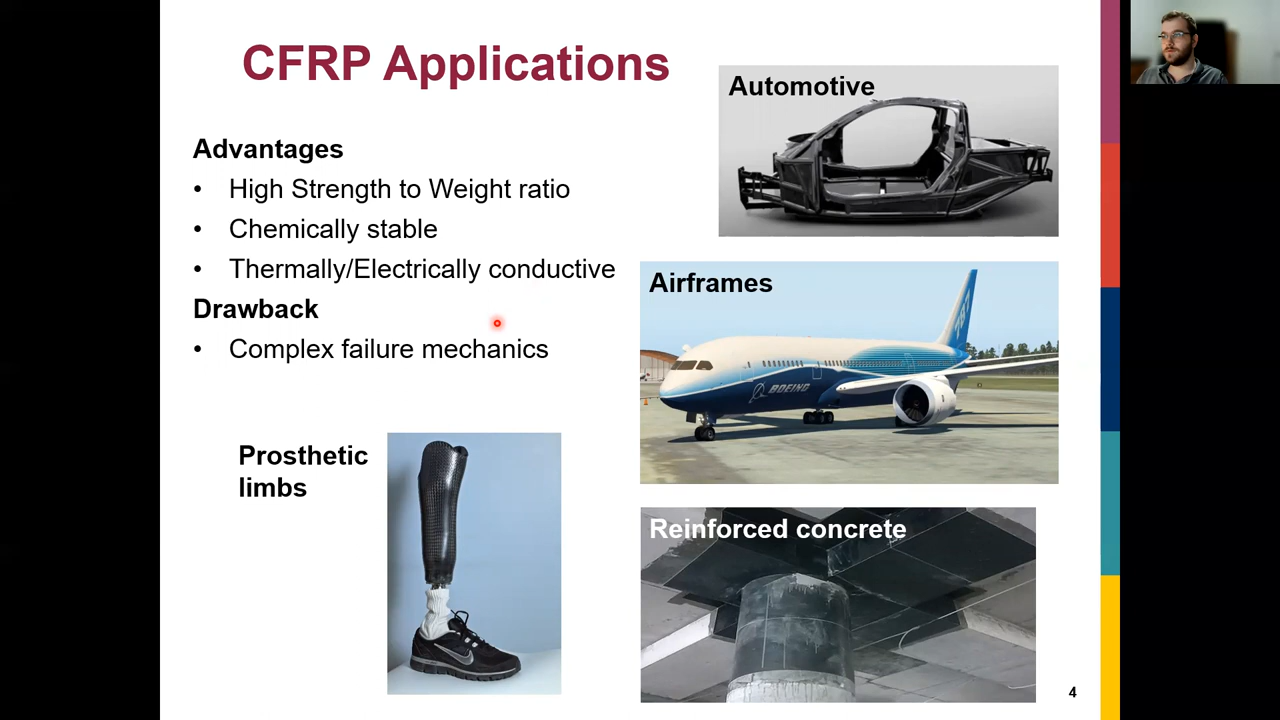 CFRP Applications
Advantages
• High Strength to Weight ratio
• Chemically stable
• Thermally/Electrically conductive
Drawback
• Complex failure mechanics
Prosthetic
limbs
Automotive
Airframes
787
BOEING
Reinforced concrete
4